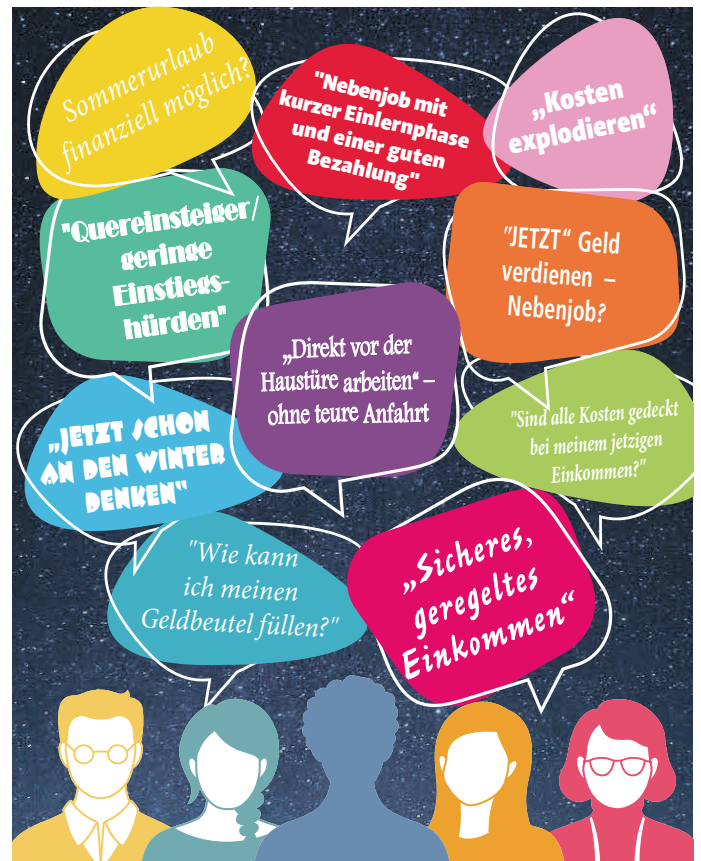 Sommerurlaub
finanziell möglich?
"Nebenjob mit
kurzer Einlernphase
und einer guten
Bezahlung"
„Kosten
explodieren“
"Quereinsteiger/
geringe
Einstiegs-
hürden"
"JETZT“ Geld
verdienen –
Nebenjob?
„Direkt vor der
Haustüre arbeiten“ –
ohne teure Anfahrt
„JETZT SCHON
AN DEN WINTER
DENKEN“
"Sind alle Kosten gedeckt
bei meinem jetzigen
Einkommen?"
"Wie kann
ich meinen
Geldbeutel füllen?"
„Sicheres,
geregeltes
Einkommen“